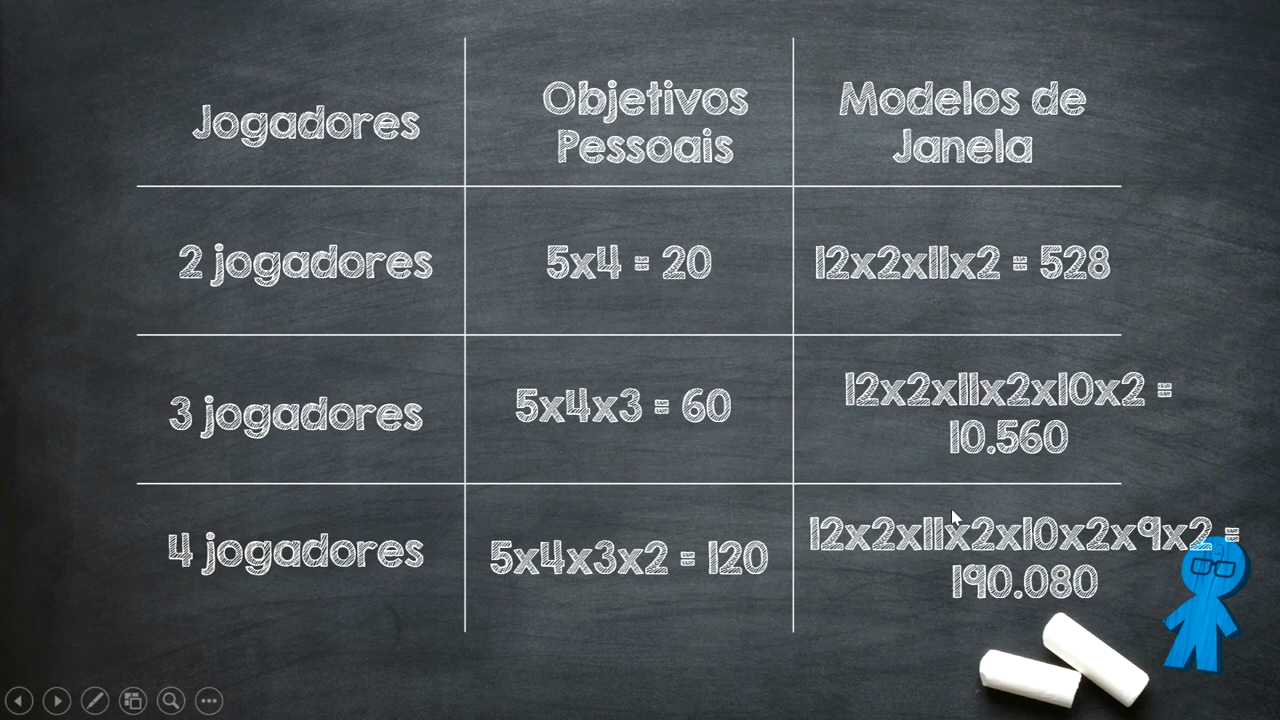 Jogadores
Objetivos
Pessoais
Modelos de
Janela
2 jogadores
5x4 = 20
12x2x11x2 = 528
3 jogadores
5x4x3 = 60
12x2x11x2x10x2 =
10.560
4 jogadores
5x4x3x2 = 120
12x2x11x2x10x2x9x2 =
190.080